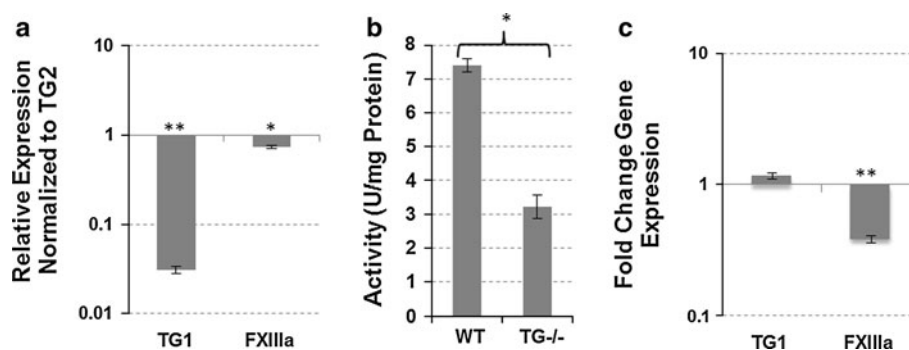 a
Relative Expression
Normalized to TG2
10
1
0.1
0.01
**
*
TG1
FXIIIa
b
Activity (U/mg Protein)
8
7
6
5
4
3
2
1
0
*
WT
TG-/-
c
Fold Change Gene
Expression
10
1
0.1
**
TG1
FXIIIa